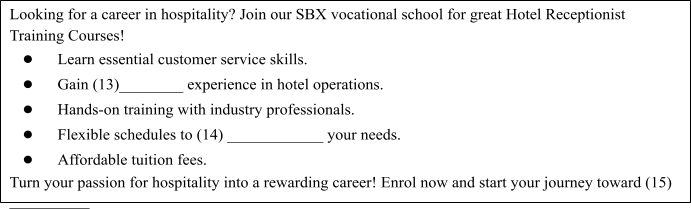 Looking for a career in hospitality? Join our SBX vocational school for great Hotel Receptionist
Training Courses!
● Learn essential customer service skills.
● Gain (13)________ experience in hotel operations.
● Hands-on training with industry professionals.
● Flexible schedules to (14) ____________ your needs.
● Affordable tuition fees.
Turn your passion for hospitality into a rewarding career! Enrol now and start your journey toward (15)
__________